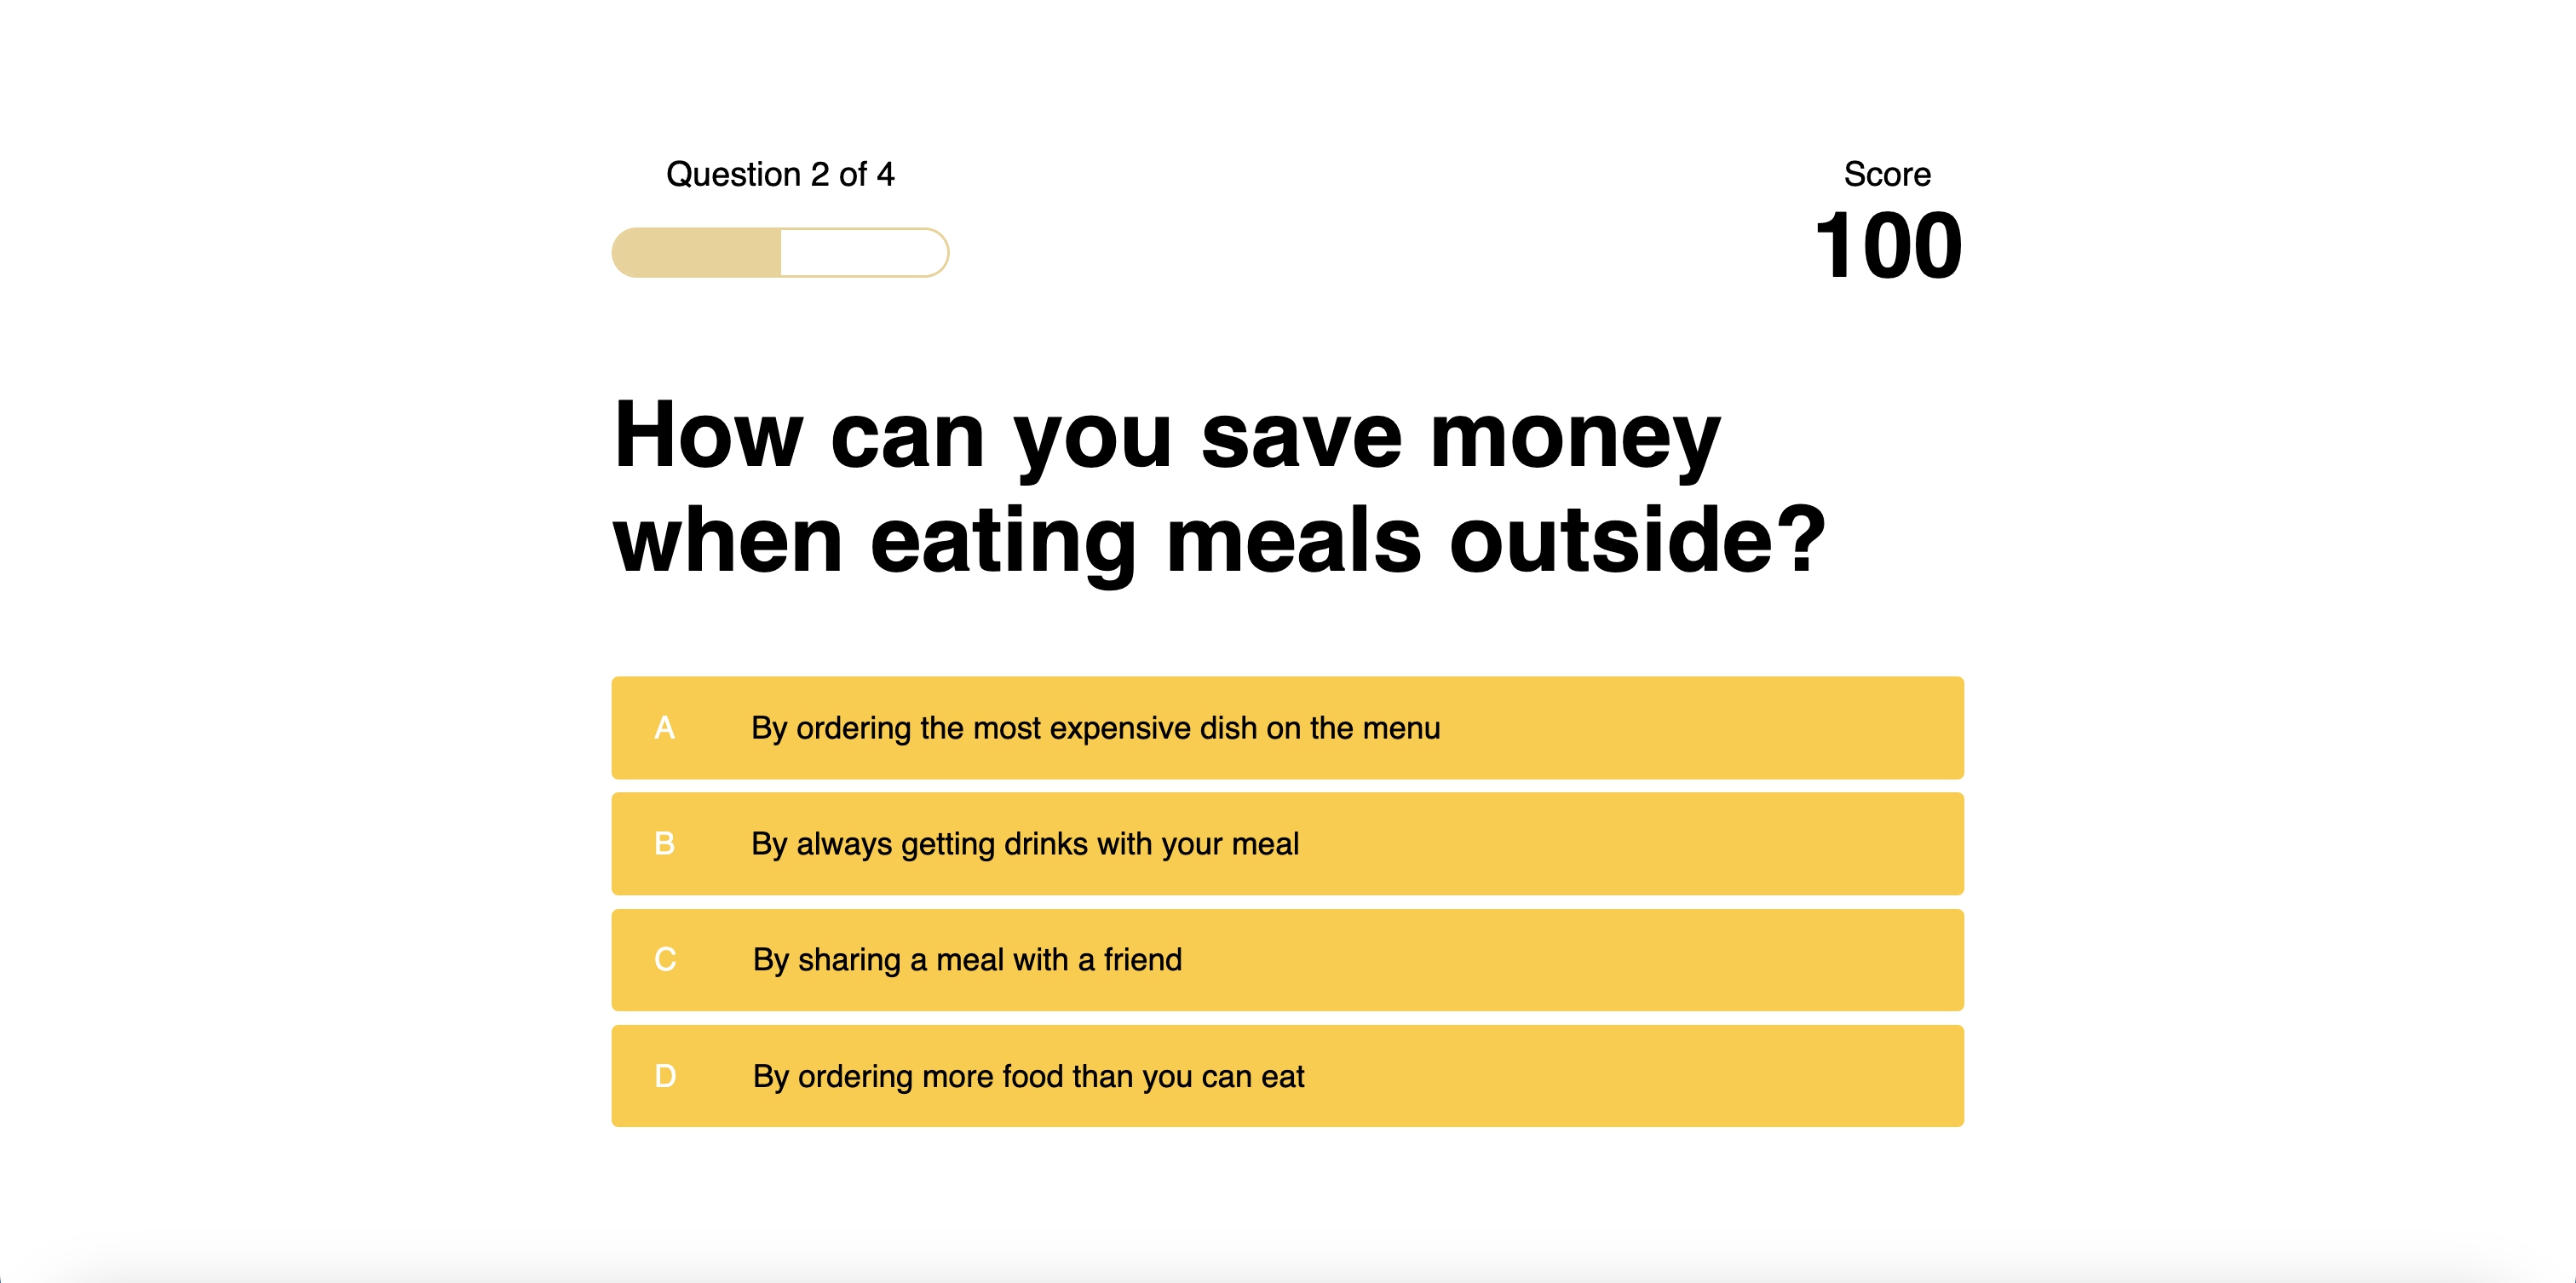 Question 2 of 4
Score
100
How can you save money
when eating meals outside?
A By ordering the most expensive dish on the menu
B By always getting drinks with your meal
C By sharing a meal with a friend
D By ordering more food than you can eat